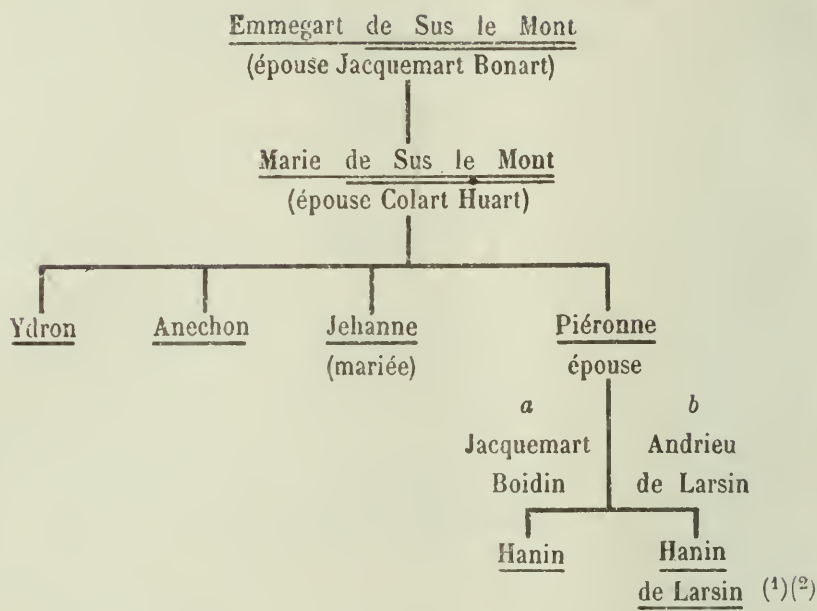 Emmegart de Sus le Mont
(épouse Jacquemart Bonart)
Marie de Sus le Mont
(épouse Colart Huart)
Ydron Anechon Jehanne Piéronne
(mariée) épouse
a b
Jacquemart Andrieu
Boidin de Larsin
Hanin Hanin
de Larsin (¹)(²)